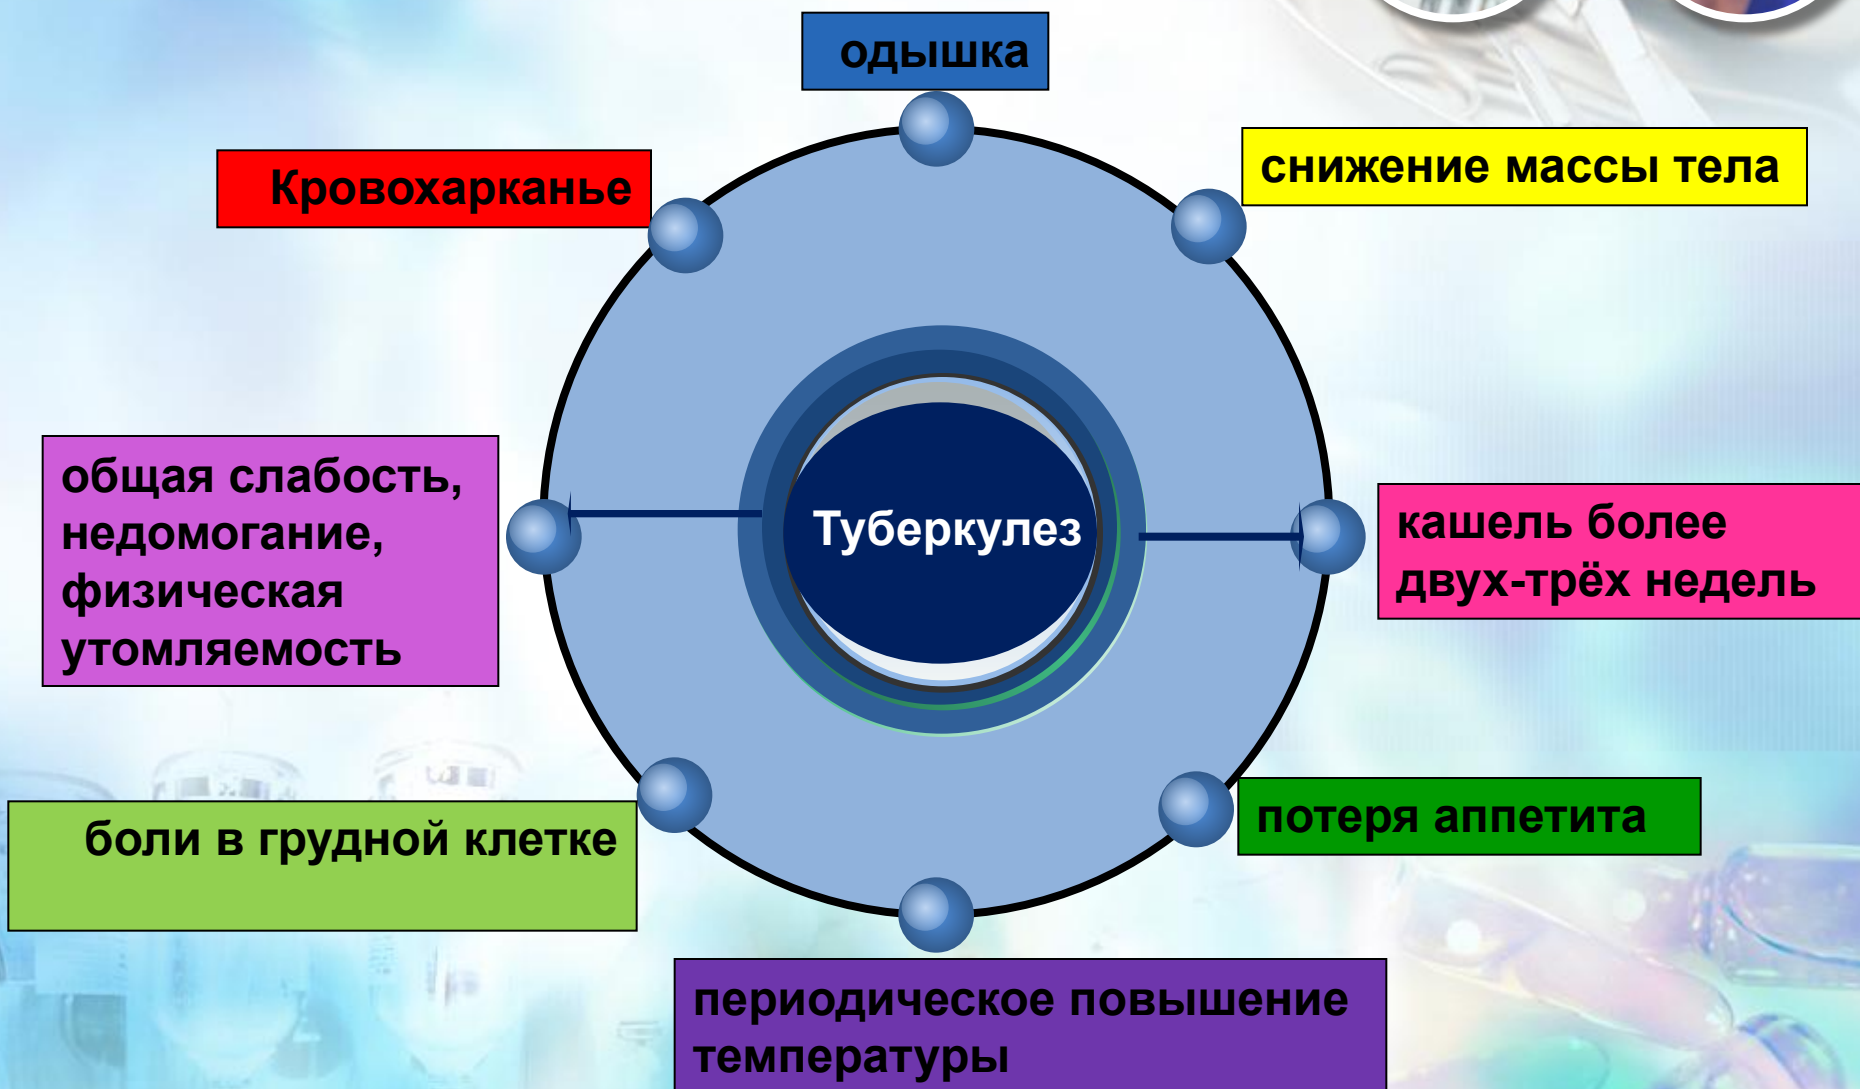 одышка
Кровохарканье
снижение массы тела
общая слабость,
недомогание,
физическая
утомляемость
Туберкулез
кашель более
двух-трёх недель
боли в грудной клетке
потеря аппетита
периодическое повышение
температуры